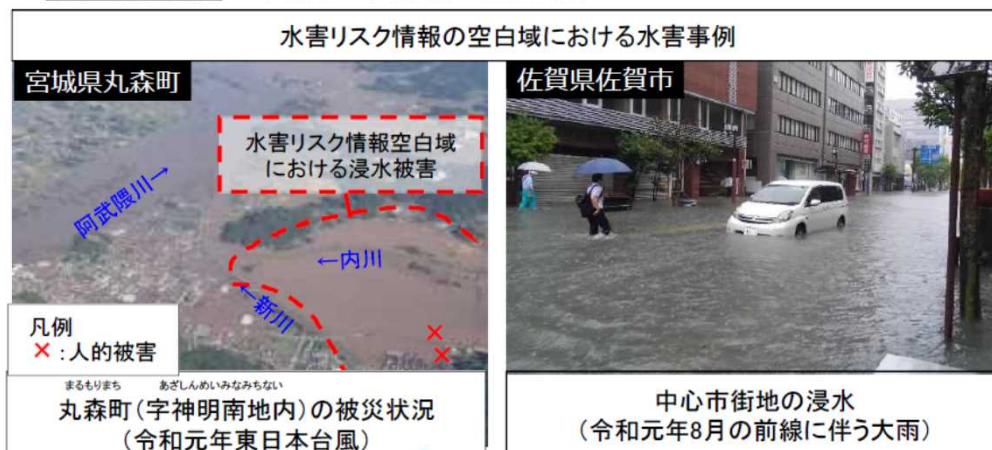 水害リスク情報の空白域における水害事例
宮城県丸森町
水害リスク情報空白域
における浸水被害
阿武隈川→
←内川
←新川
凡例
×:人的被害
まるもりまち あざしんめいみなみちない
丸森町(字神明南地内)の被災状況
(令和元年東日本台風)
佐賀県佐賀市
中心市街地の浸水
(令和元年8月の前線に伴う大雨)